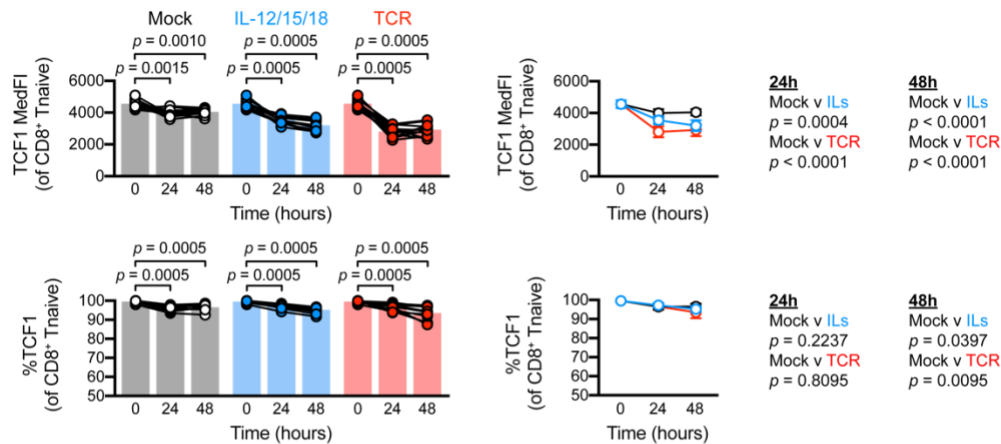 Mock
IL-12/15/18
TCR
p = 0.0010
p = 0.0005
p = 0.0005
p = 0.0015
p = 0.0005
p = 0.0005
TCF1 MedFI
(of CD8⁺ Tnaive)
6000
4000
2000
0
0 24 48 0 24 48 0 24 48
Time (hours)
TCF1 MedFI
(of CD8⁺ Tnaive)
6000
4000
2000
0
0 24 48
Time (hours)
24h
Mock v ILs
p = 0.0004
Mock v TCR
p < 0.0001
48h
Mock v ILs
p < 0.0001
Mock v TCR
p < 0.0001
p = 0.0005
p = 0.0005
p = 0.0005
p = 0.0005
p = 0.0005
p = 0.0005
%TCF1
(of CD8⁺ Tnaive)
100
90
80
70
60
50
0 24 48 0 24 48 0 24 48
Time (hours)
%TCF1
(of CD8⁺ Tnaive)
100
90
80
70
60
50
0 24 48
Time (hours)
24h
Mock v ILs
p = 0.2237
Mock v TCR
p = 0.8095
48h
Mock v ILs
p = 0.0397
Mock v TCR
p = 0.0095